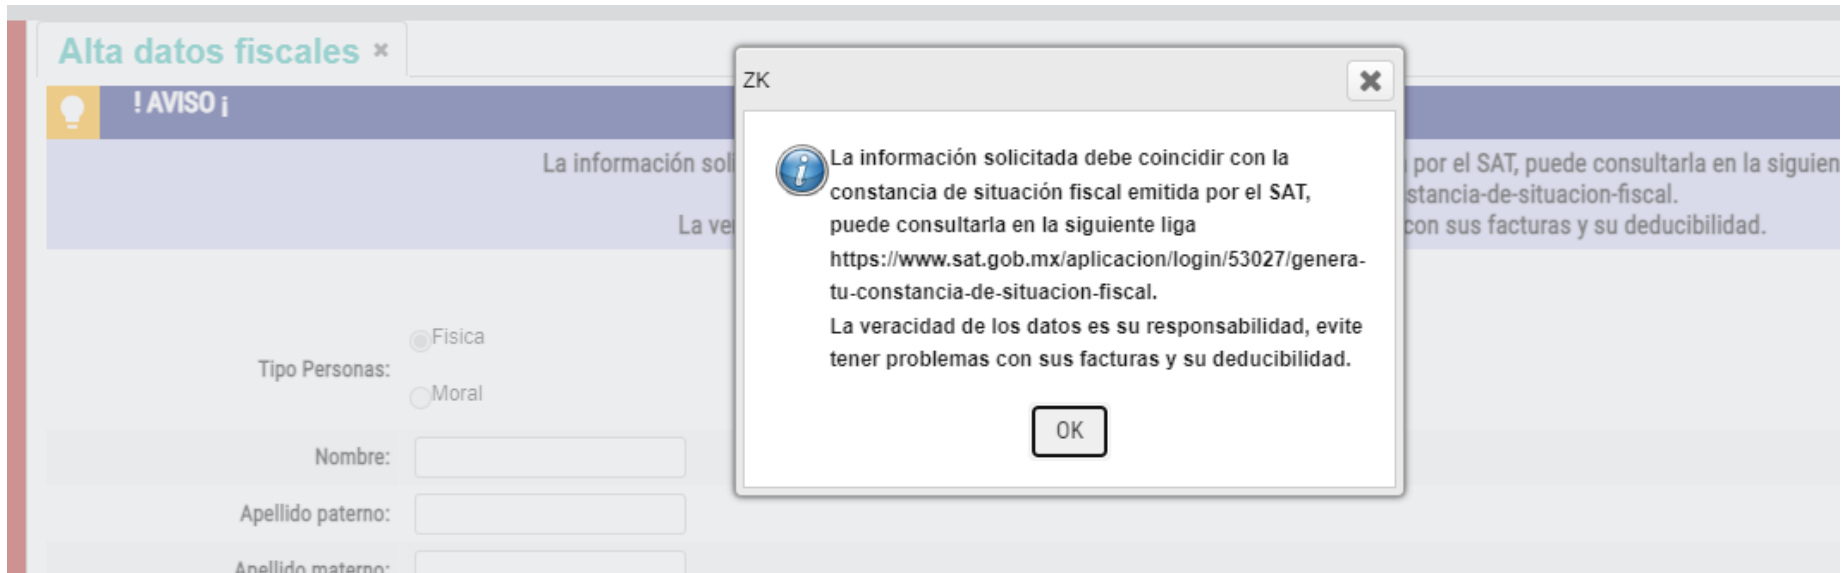 Alta datos fiscales ×
! AVISO ¡
La información soli
por el SAT, puede consultarla en la siguien
stancia-de-situacion-fiscal.
La ve
con sus facturas y su deducibilidad.
ZK
La información solicitada debe coincidir con la
constancia de situación fiscal emitida por el SAT,
puede consultarla en la siguiente liga
https://www.sat.gob.mx/aplicacion/login/53027/genera-
tu-constancia-de-situacion-fiscal.
La veracidad de los datos es su responsabilidad, evite
tener problemas con sus facturas y su deducibilidad.
OK
Tipo Personas:
Fisica
Moral
Nombre:
Apellido paterno:
Apellido materno: